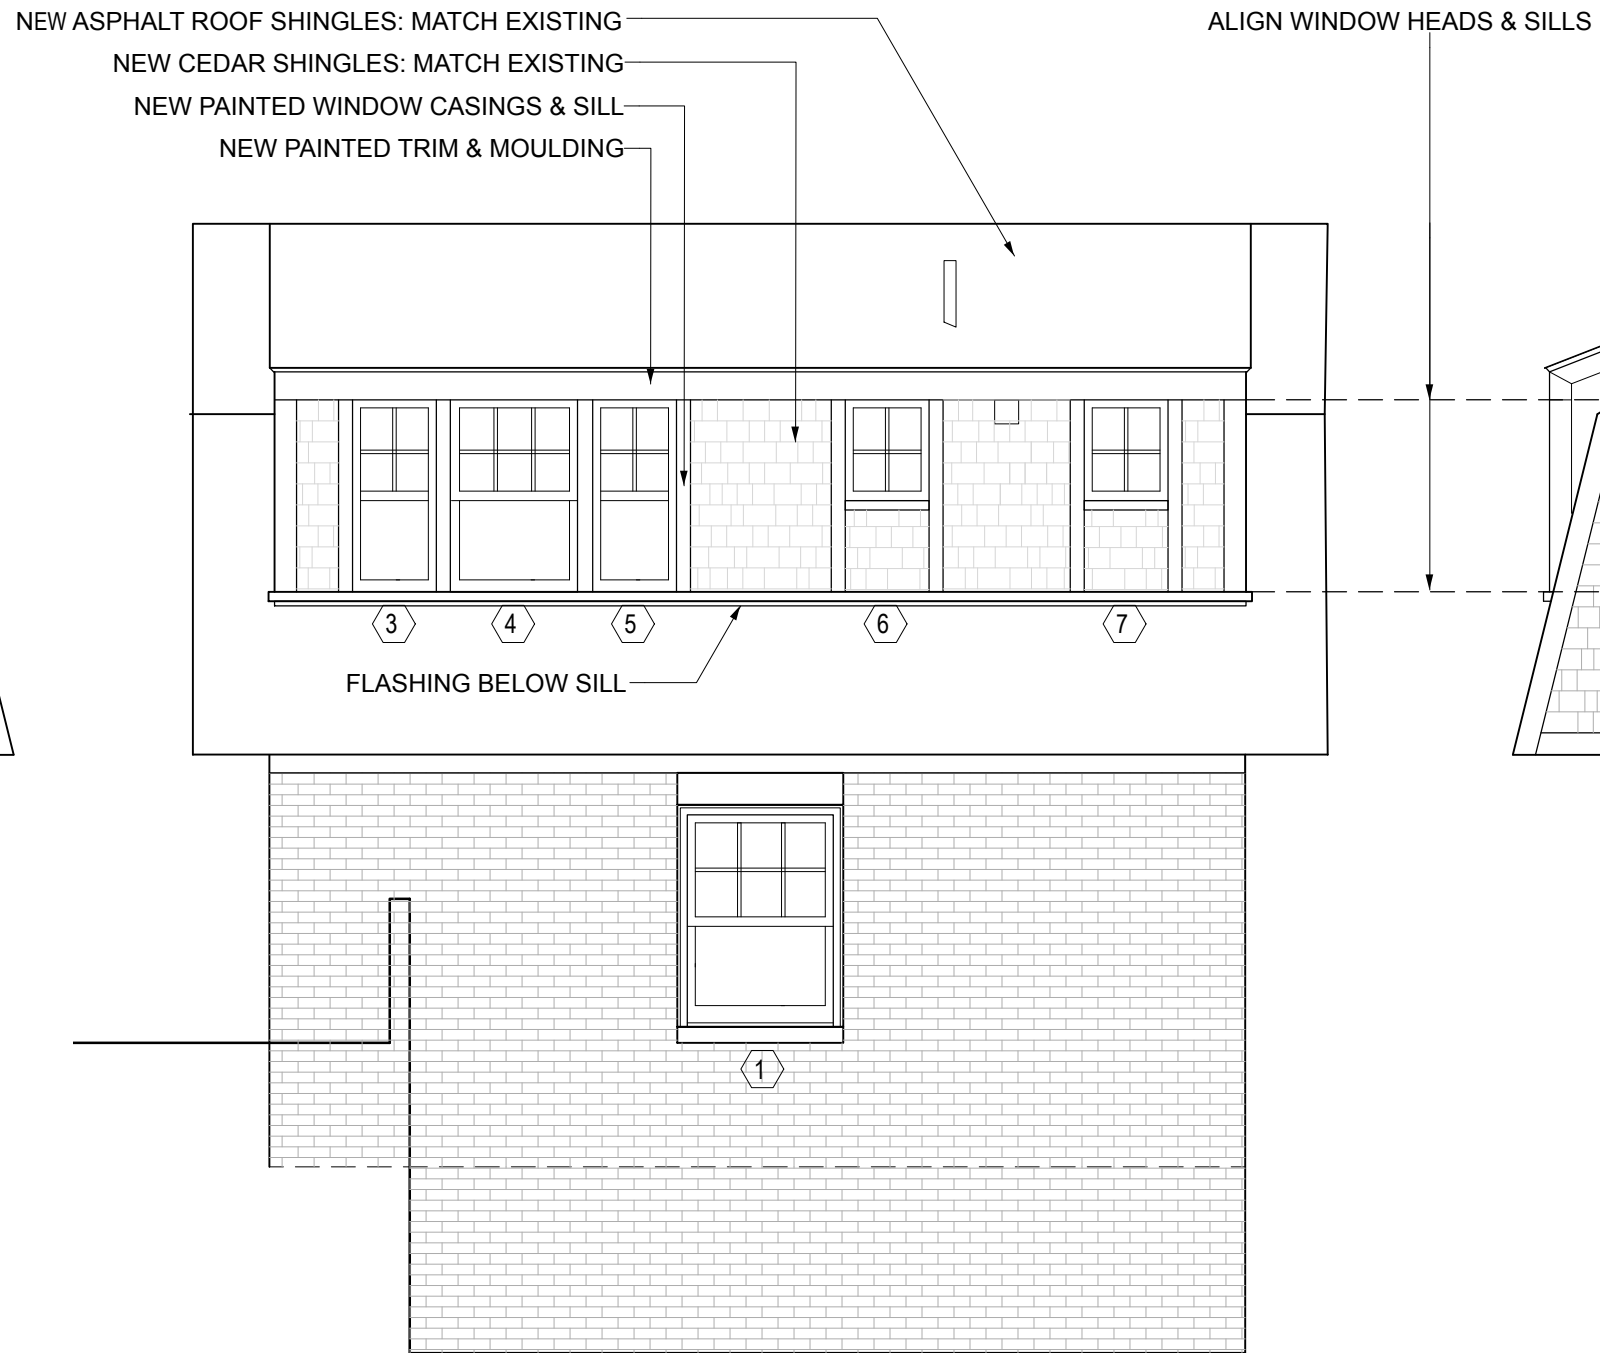 NEW ASPHALT ROOF SHINGLES: MATCH EXISTING
ALIGN WINDOW HEADS & SILLS
NEW CEDAR SHINGLES: MATCH EXISTING
NEW PAINTED WINDOW CASINGS & SILL
NEW PAINTED TRIM & MOULDING
3
4
5
6
7
FLASHING BELOW SILL
1